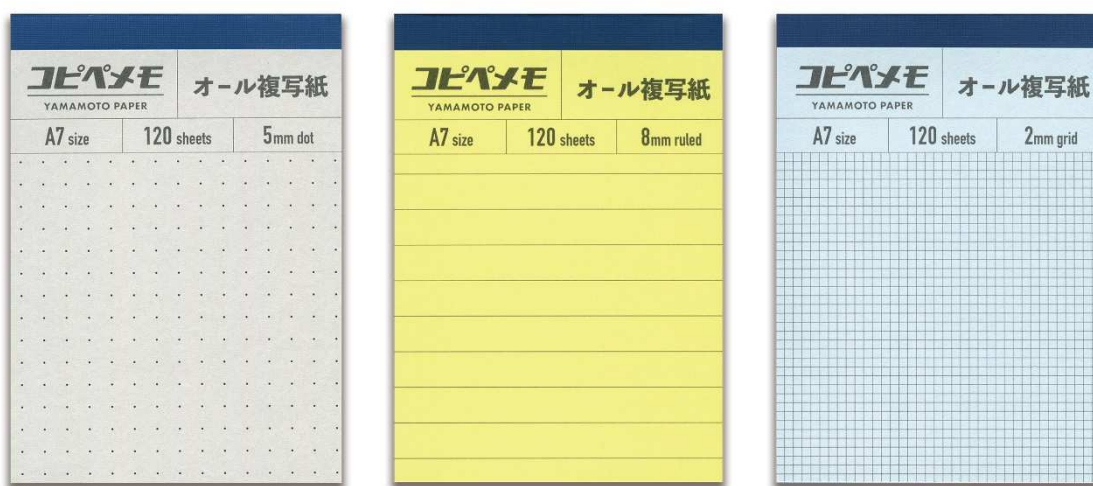 コピペメモ オール複写紙
YAMAMOTO PAPER
A7 size 120 sheets 5mm dot
コピペメモ オール複写紙
YAMAMOTO PAPER
A7 size 120 sheets 8mm ruled
コピペメモ オール複写紙
YAMAMOTO PAPER
A7 size 120 sheets 2mm grid